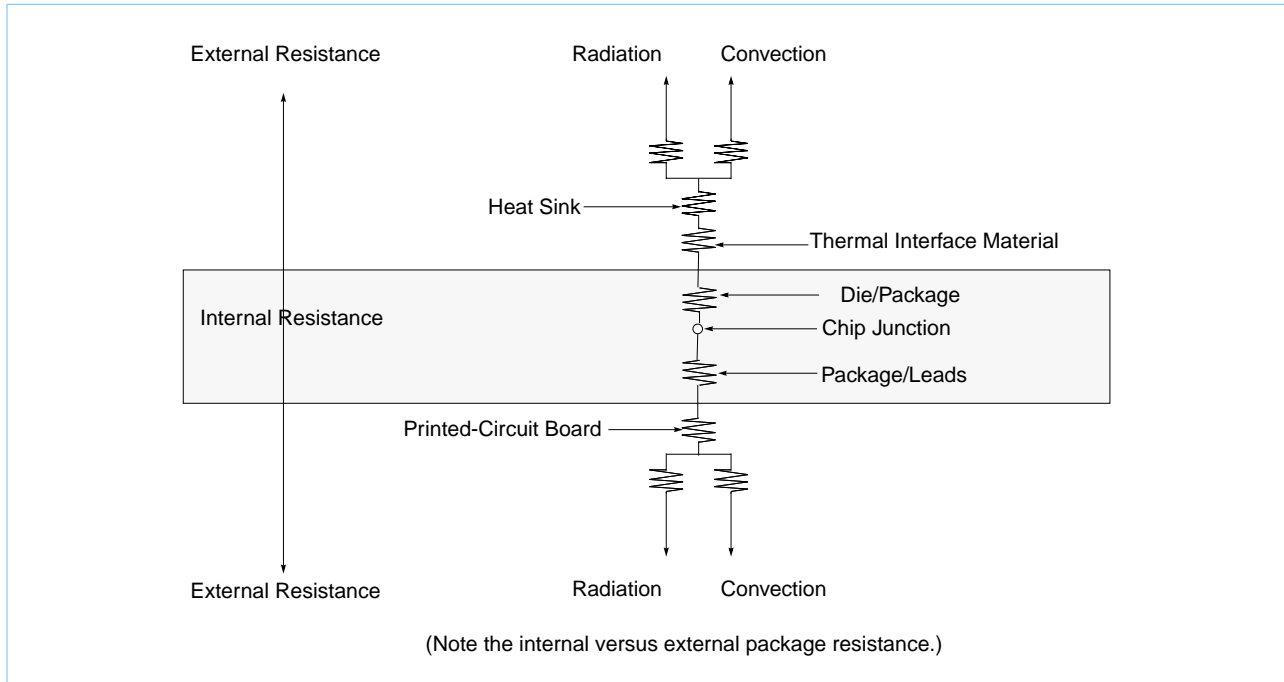 External Resistance
Radiation Convection
Heat Sink
Thermal Interface Material
Die/Package
Internal Resistance
Chip Junction
Package/Leads
Printed-Circuit Board
External Resistance
Radiation Convection
(Note the internal versus external package resistance.)